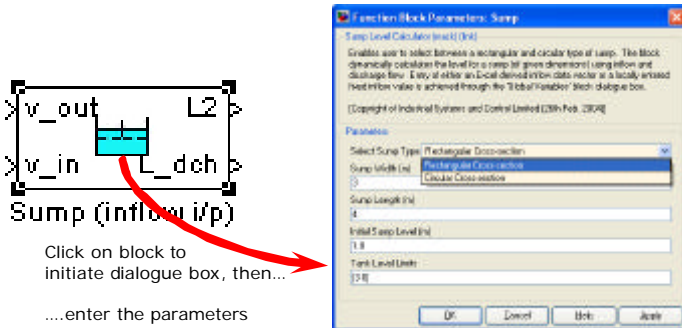 v_out L2
v_in L_dch
Sump (inflow i/p)
Click on block to
initiate dialogue box, then...
....enter the parameters
Function Block Parameters: Sump
Sump Level Calculator (mask) (link)
Enables user to select between a rectangular and circular type of sump. The block
dynamically calculates the level for a sump (of given dimensions) using inflow and
discharge flow. Entry of either an Excel derived inflow data vector or a locally entered
fixed inflow value is achieved through the 'Global Variables' block dialogue box.
(Copyright of Industrial Systems and Control Limited (28th Feb. 2004)
Parameters
Select Sump Type: Rectangular Cross-section
Rectangular Cross-section
Circular Cross-section
Sump Width (m)
3
Sump Length (m)
4
Initial Sump Level (m)
Tank Level Limits
OK Cancel Help Apply